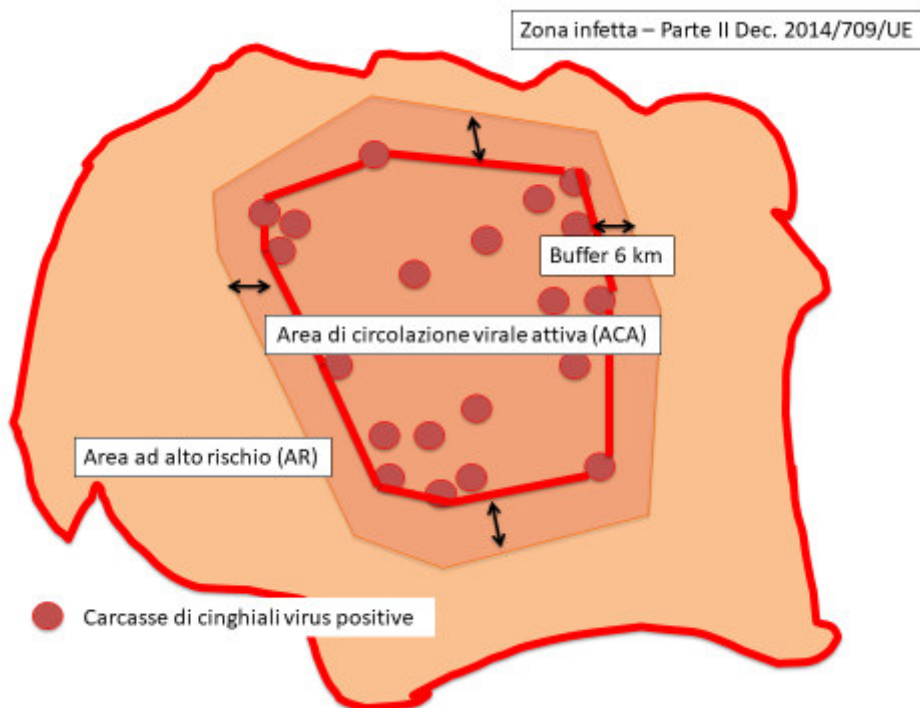 Zona infetta – Parte II Dec. 2014/709/UE
Buffer 6 km
Area di circolazione virale attiva (ACA)
Area ad alto rischio (AR)
Carcasse di cinghiali virus positive